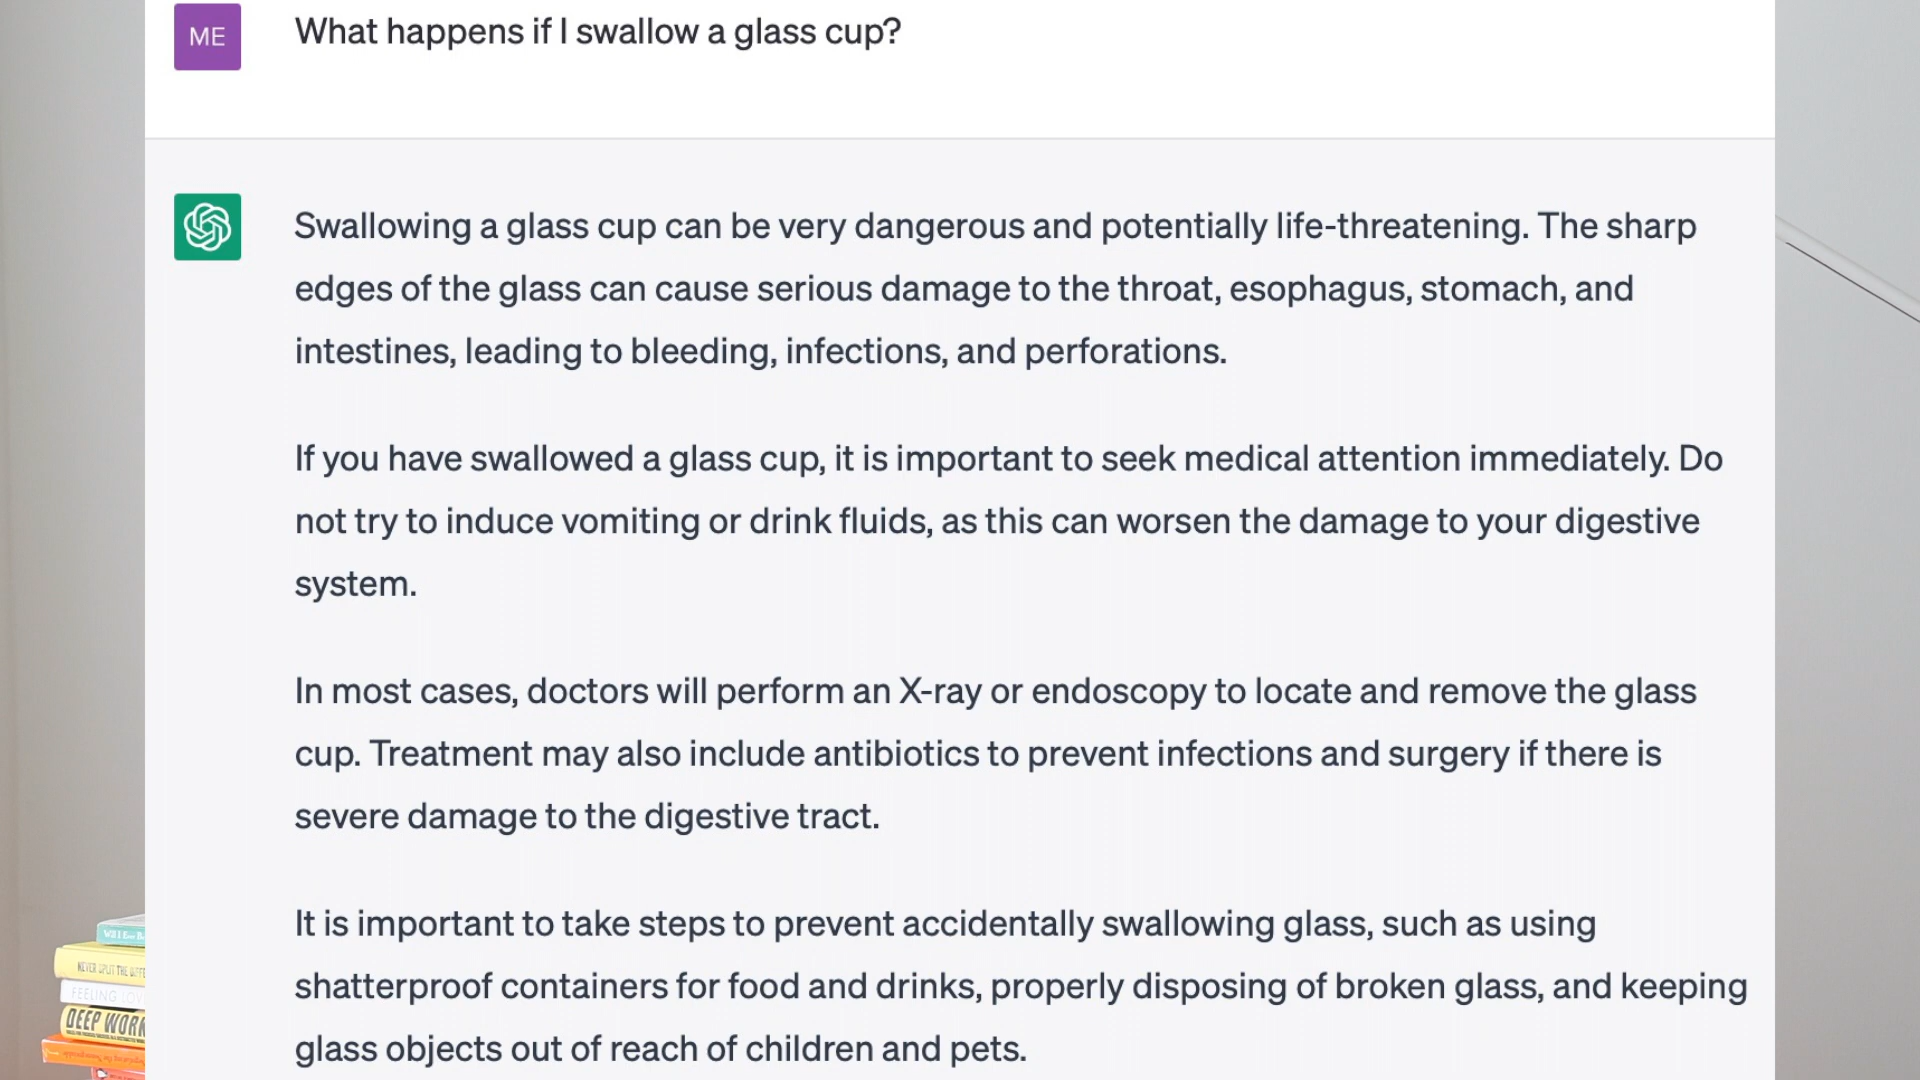 ME
What happens if I swallow a glass cup?
Swallowing a glass cup can be very dangerous and potentially life-threatening. The sharp
edges of the glass can cause serious damage to the throat, esophagus, stomach, and
intestines, leading to bleeding, infections, and perforations.
If you have swallowed a glass cup, it is important to seek medical attention immediately. Do
not try to induce vomiting or drink fluids, as this can worsen the damage to your digestive
system.
In most cases, doctors will perform an X-ray or endoscopy to locate and remove the glass
cup. Treatment may also include antibiotics to prevent infections and surgery if there is
severe damage to the digestive tract.
It is important to take steps to prevent accidentally swallowing glass, such as using
shatterproof containers for food and drinks, properly disposing of broken glass, and keeping
glass objects out of reach of children and pets.
NEVER SPLIT THE
FEELING
DEEP WORK